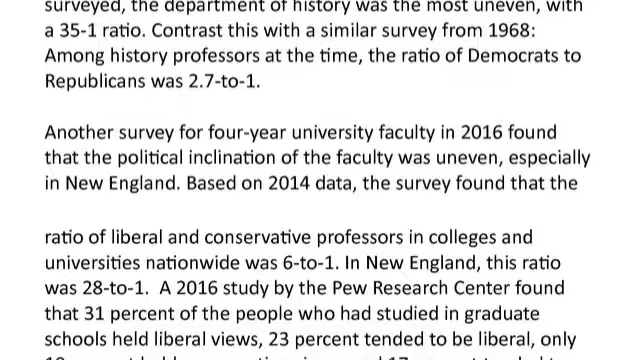 surveyed, the department of history was the most uneven, with
a 35-1 ratio. Contrast this with a similar survey from 1968:
Among history professors at the time, the ratio of Democrats to
Republicans was 2.7-to-1.
Another survey for four-year university faculty in 2016 found
that the political inclination of the faculty was uneven, especially
in New England. Based on 2014 data, the survey found that the
ratio of liberal and conservative professors in colleges and
universities nationwide was 6-to-1. In New England, this ratio
was 28-to-1. A 2016 study by the Pew Research Center found
that 31 percent of the people who had studied in graduate
schools held liberal views, 23 percent tended to be liberal, only